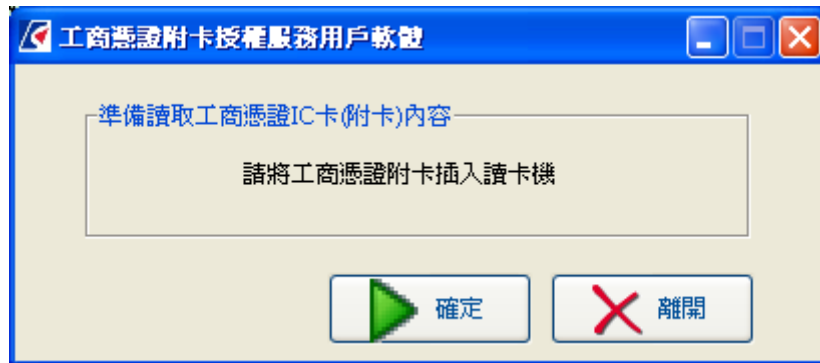 工商憑證附卡授權服務用戶軟體
準備讀取工商憑證IC卡(附卡)內容
請將工商憑證附卡插入讀卡機
確定
離開